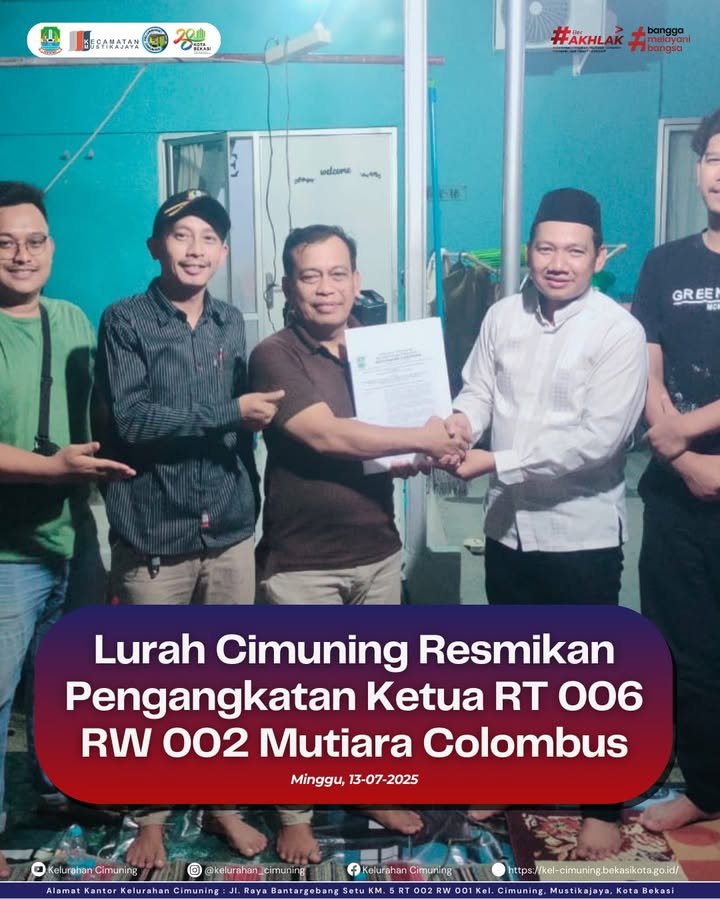 KECAMATAN
MUSTIKAJAYA
28
KOTA
BEKASI
#BerAKHLAK
#bangga
melayani
bangsa
welcome
GREEN
Lurah Cimuning Resmikan
Pengangkatan Ketua RT 006
RW 002 Mutiara Colombus
Minggu, 13-07-2025
Kelurahan Cimuning
@kelurahan_cimuning
Kelurahan Cimuning
https://kel-cimuning.bekasikota.go.id/
Alamat Kantor Kelurahan Cimuning : Jl. Raya Bantargebang Setu KM. 5 RT 002 RW 001 Kel. Cimuning, Mustikajaya, Kota Bekasi